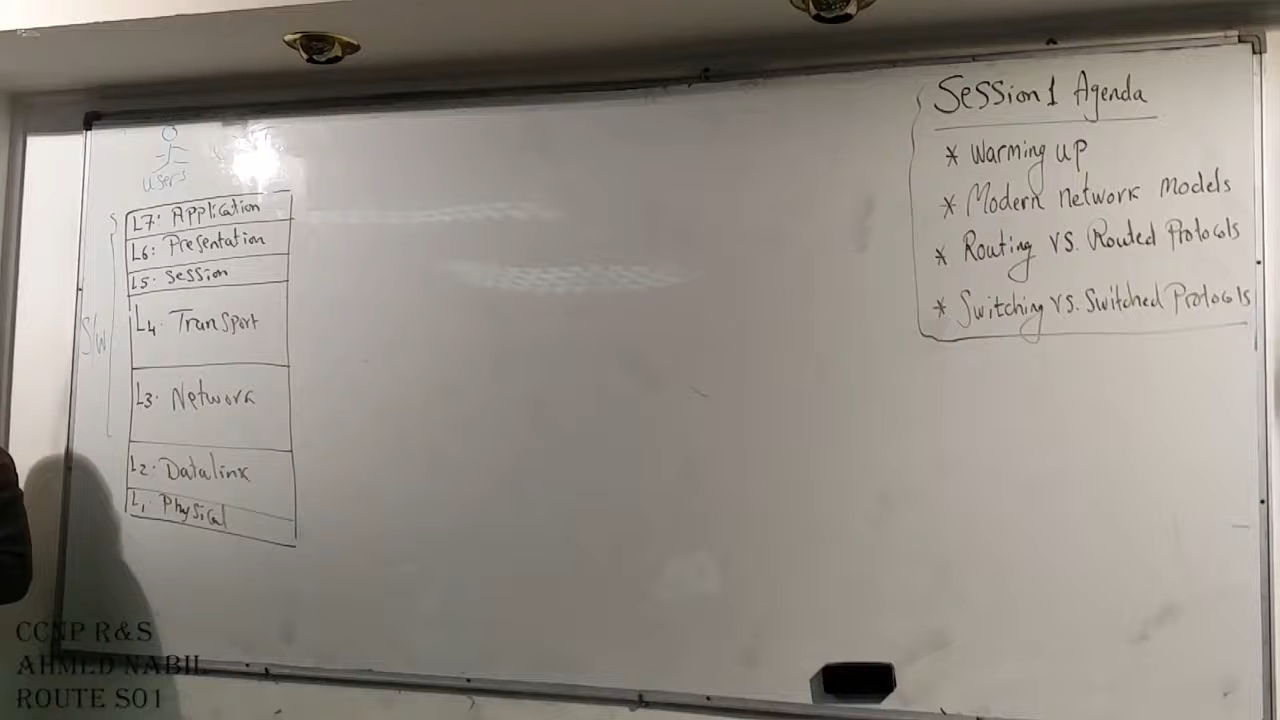 users
L7: Application
L6: Presentation
L5: Session
L4. Transport
L3. Network
L2. Datalink
L1. Physical
S/W
Session 1 Agenda
* Warming up
* Modern network models
* Routing vs. Routed Protocols
* Switching vs. Switched Protocols
CCNP R&S
AHMED NABIL
ROUTE S01